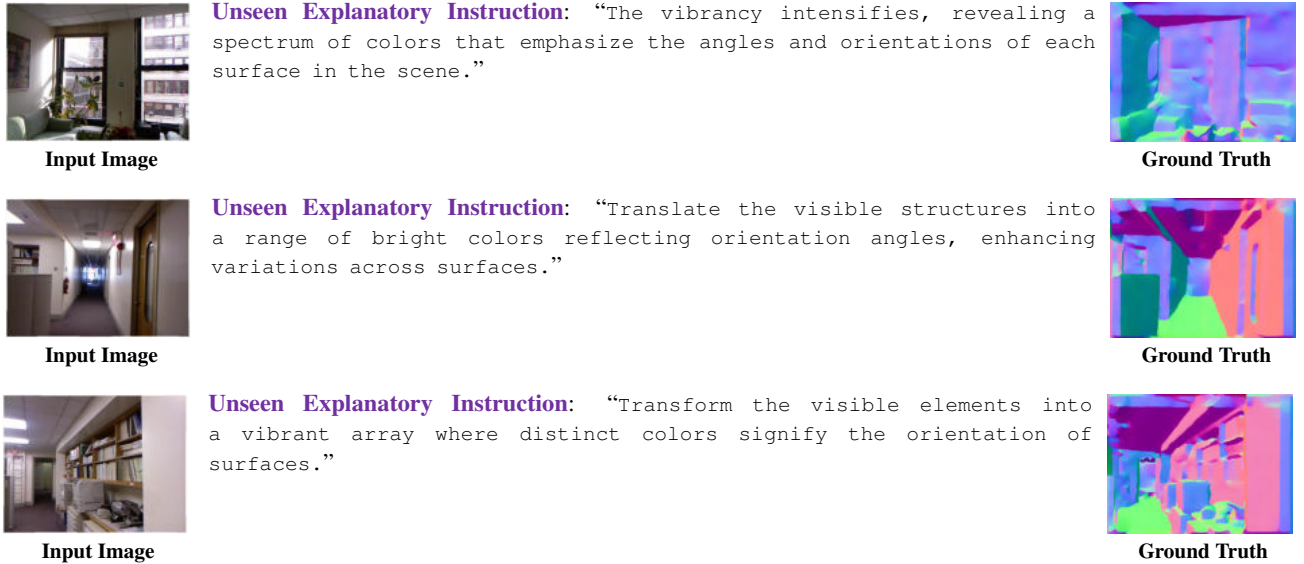 Unseen Explanatory Instruction: “The vibrancy intensifies, revealing a
spectrum of colors that emphasize the angles and orientations of each
surface in the scene.”
Input Image
Ground Truth
Unseen Explanatory Instruction: “Translate the visible structures into
a range of bright colors reflecting orientation angles, enhancing
variations across surfaces.”
Input Image
Ground Truth
Unseen Explanatory Instruction: “Transform the visible elements into
a vibrant array where distinct colors signify the orientation of
surfaces.”
Input Image
Ground Truth